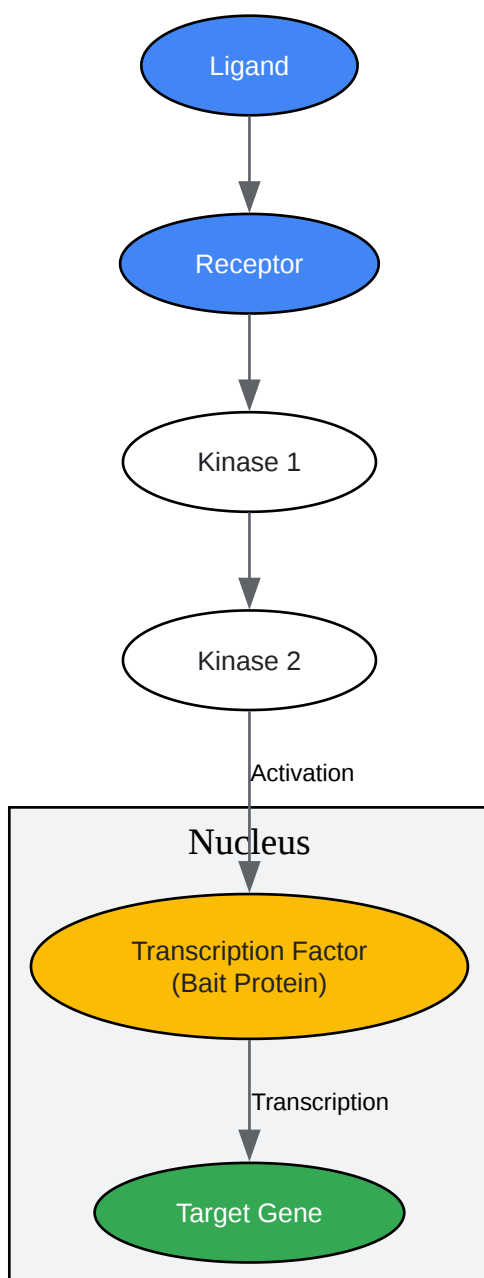 Ligand
Receptor
Kinase 1
Kinase 2
Activation
Nucleus
Transcription Factor
(Bait Protein)
Transcription
Target Gene